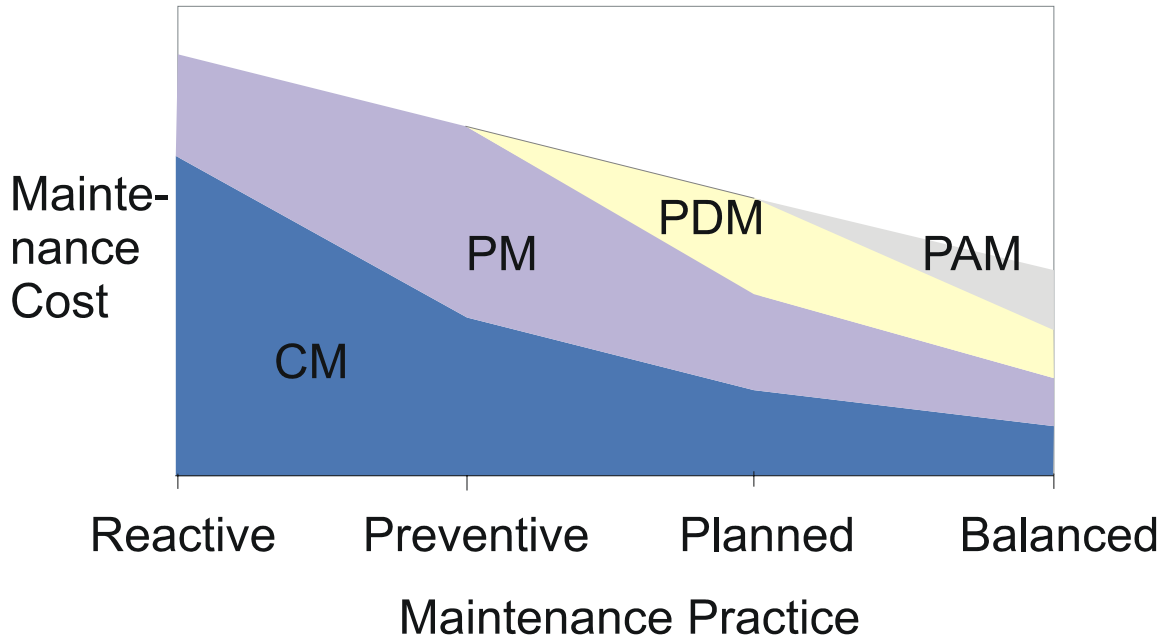 Mainte-
nance
Cost
CM
PM
PDM
PAM
Reactive
Preventive
Planned
Balanced
Maintenance Practice